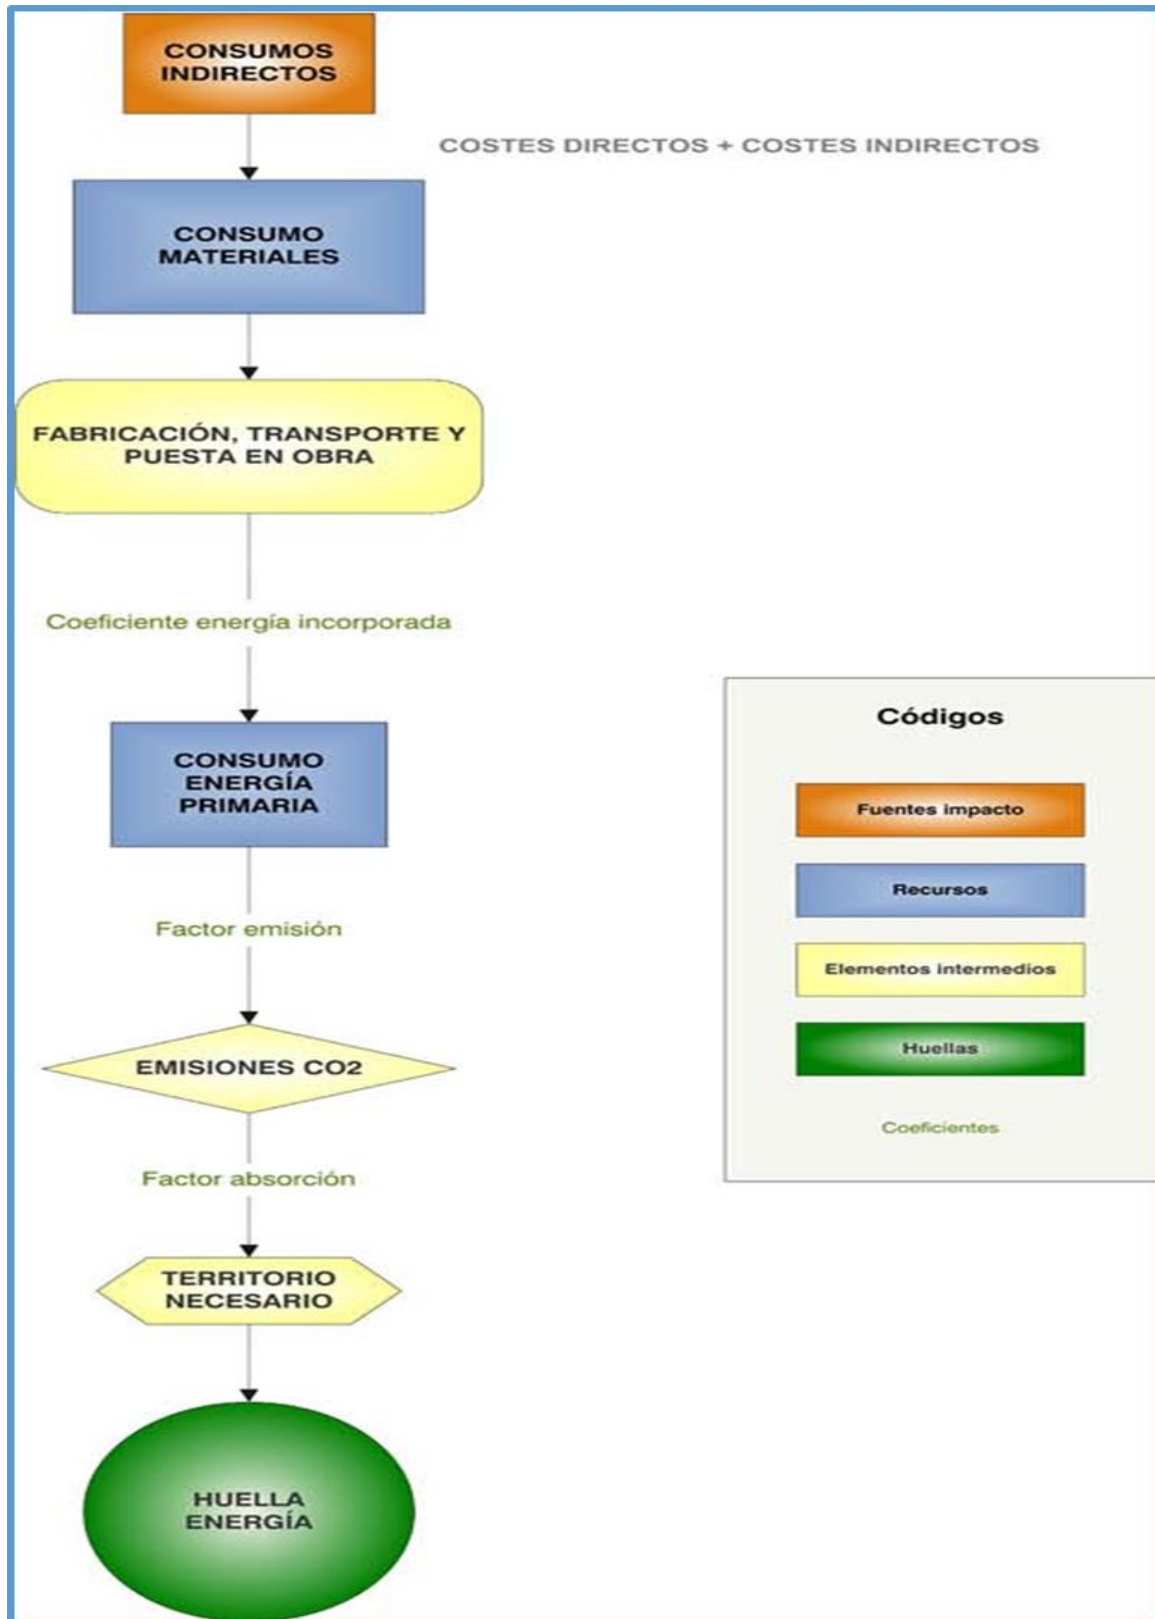 CONSUMOS
INDIRECTOS
COSTES DIRECTOS + COSTES INDIRECTOS
CONSUMO
MATERIALES
FABRICACIÓN, TRANSPORTE Y
PUESTA EN OBRA
Coeficiente energía incorporada
CONSUMO
ENERGÍA
PRIMARIA
Factor emisión
EMISIONES CO2
Factor absorción
TERRITORIO
NECESARIO
HUELLA
ENERGÍA
Códigos
Fuentes impacto
Recursos
Elementos intermedios
Huellas
Coeficientes